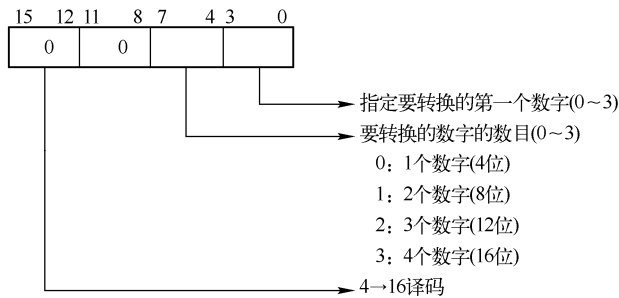 15 12 11 8 7 4 3 0
0 0
指定要转换的第一个数字(0～3)
要转换的数字的数目(0～3)
0：1个数字(4位)
1：2个数字(8位)
2：3个数字(12位)
3：4个数字(16位)
4→16译码